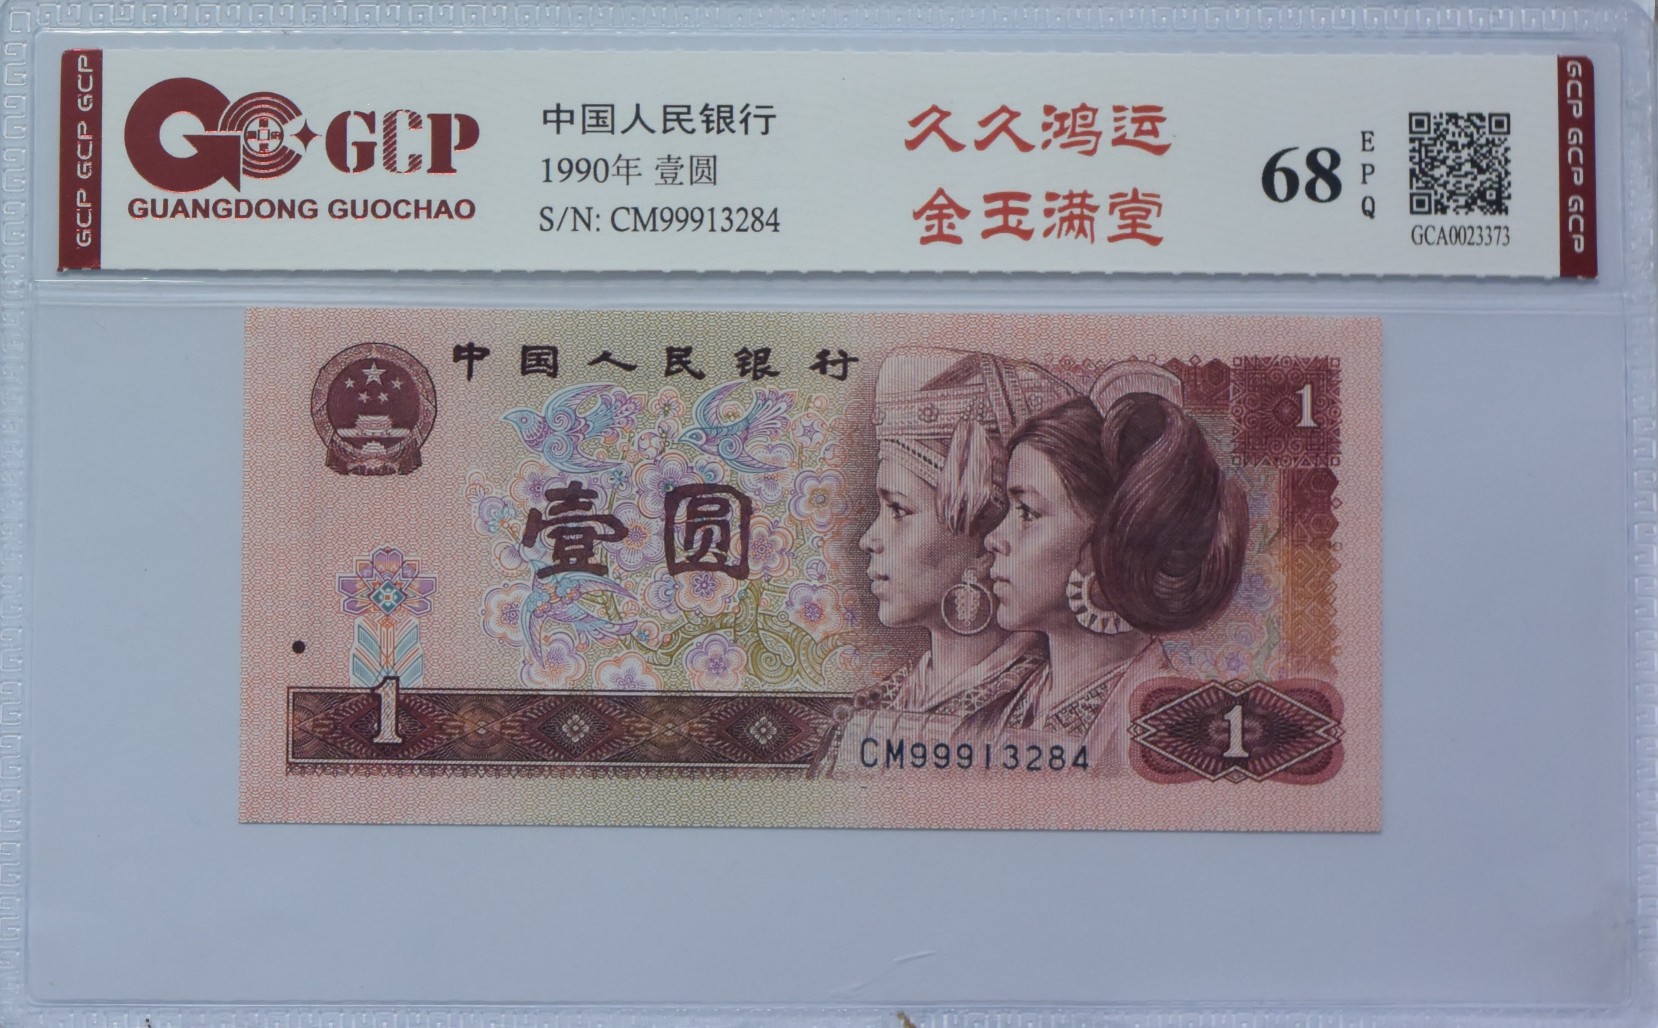 GCP GCP GCP
GCP
GUANGDONG GUOCHAO
中国人民银行
1990年 壹圆
S/N: CM99913284
久久鸿运
金玉满堂
68
EPQ
GCA0023373
GCP GCP GCP
中国人民银行
1
壹圆
1
1
CM99913284